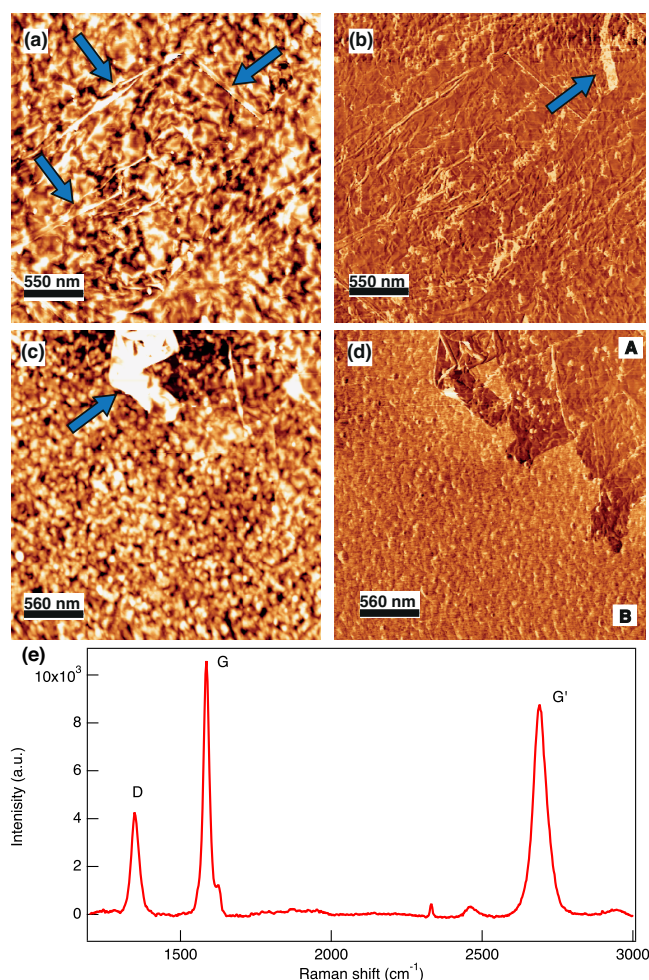 (a)
(b)
550 nm
550 nm
(c)
(d)
A
560 nm
560 nm
B
(e)
G
10x10³
G'
8
Intenisity (a.u.)
6
D
4
2
0
1500
2000
2500
3000
Raman shift (cm⁻¹)